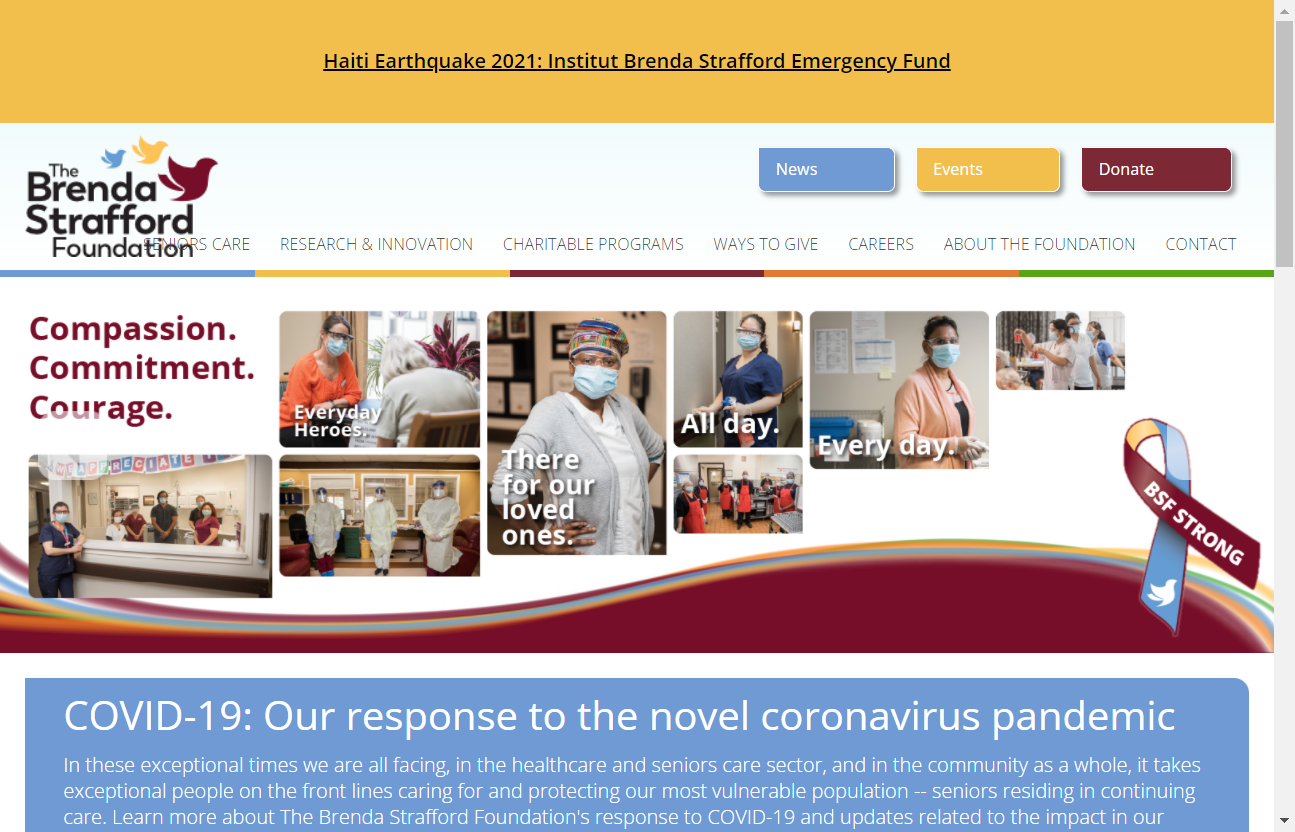 Haiti Earthquake 2021: Institut Brenda Strafford Emergency Fund
The
Brenda
Strafford
Foundation
News
Events
Donate
SENIORS CARE
RESEARCH & INNOVATION
CHARITABLE PROGRAMS
WAYS TO GIVE
CAREERS
ABOUT THE FOUNDATION
CONTACT
Compassion.
Commitment.
Courage.
Everyday
Heroes.
There
for our
loved
ones.
All day.
Every day.
WE APPRECIATE
BSF STRONG
COVID-19: Our response to the novel coronavirus pandemic
In these exceptional times we are all facing, in the healthcare and seniors care sector, and in the community as a whole, it takes
exceptional people on the front lines caring for and protecting our most vulnerable population -- seniors residing in continuing
care. Learn more about The Brenda Strafford Foundation's response to COVID-19 and updates related to the impact in our